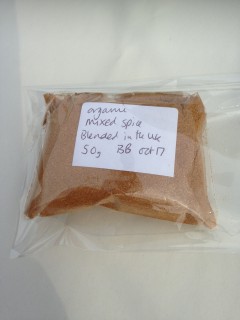 organic
mixed spice
Blended in the UK
50g BB oct 17